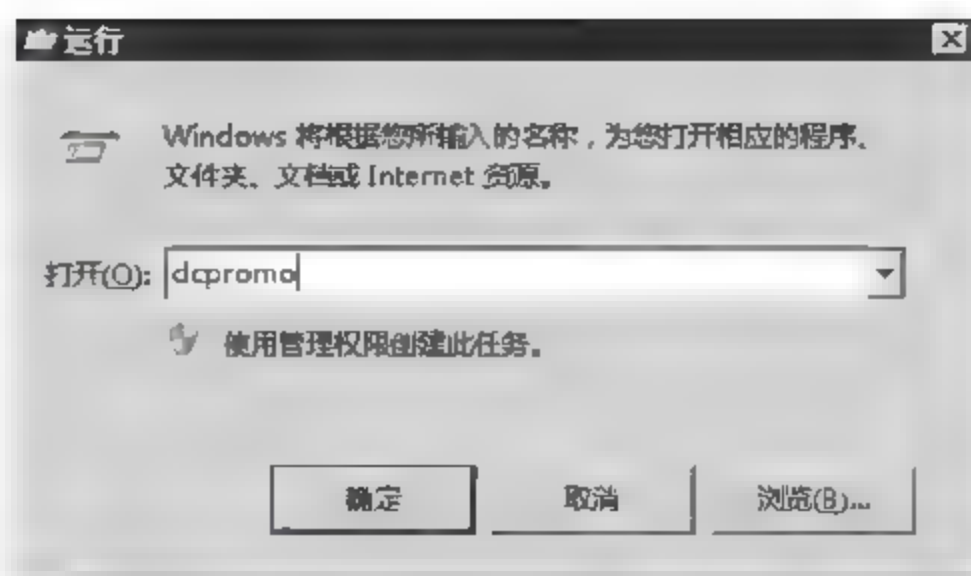 运行
Windows 将根据您所输入的名称，为您打开相应的程序、
文件夹、文档或 Internet 资源。
打开(O): dcpromo
使用管理权限创建此任务。
确定 取消 浏览(B)...